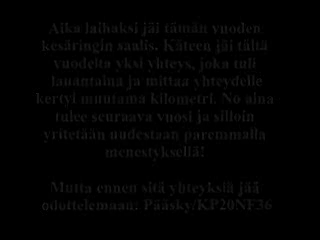 Aika laihaksi jäi tämän vuoden
kesäringin saalis. Käteen jäi tältä
vuodelta yksi yhteys, joka tuli
lauantaina ja mittaa yhteydelle
kertyi muutama kilometri. No aina
tulee seuraava vuosi ja silloin
yritetään uudestaan paremmalla
menestyksellä!
Mutta ennen sitä yhteyksiä jää
odottelemaan: Pääsky/KP20NF36